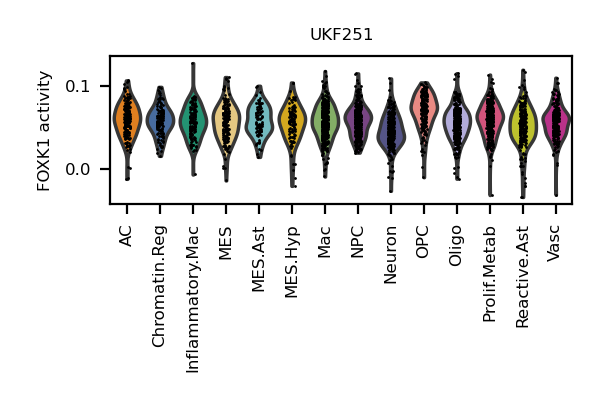 UKF251
FOXK1 activity
0.1
0.0
AC
Chromatin.Reg
Inflammatory.Mac
MES
MES.Ast
MES.Hyp
Mac
NPC
Neuron
OPC
Oligo
Prolif.Metab
Reactive.Ast
Vasc